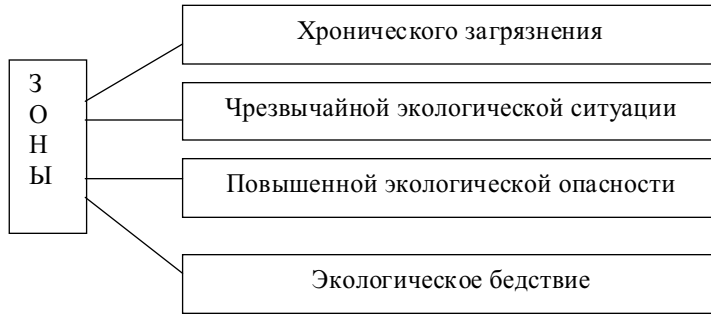 Хронического загрязнения
З
О
Н
Ы
Чрезвычайной экологической ситуации
Повышенной экологической опасности
Экологическое бедствие